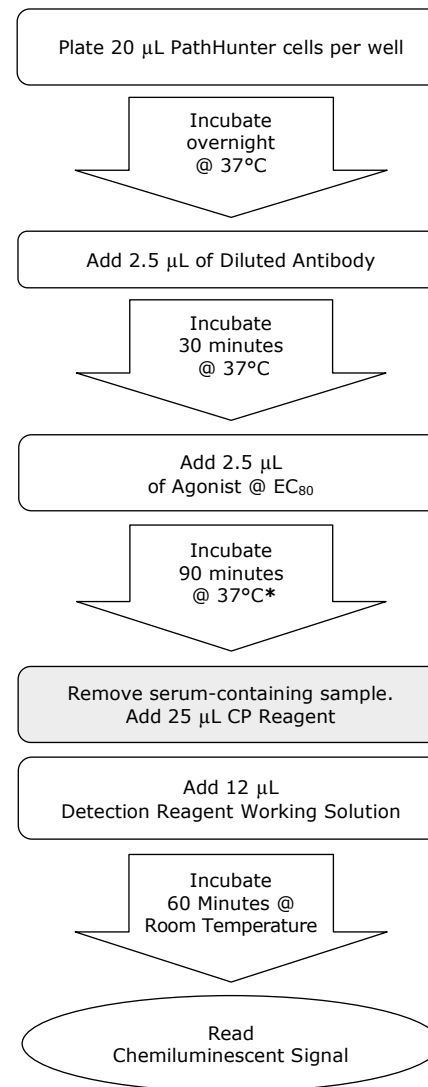 Plate 20 µL PathHunter cells per well
Incubate
overnight
@ 37°C
Add 2.5 µL of Diluted Antibody
Incubate
30 minutes
@ 37°C
Add 2.5 µL
of Agonist @ EC₈₀
Incubate
90 minutes
@ 37°C*
Remove serum-containing sample.
Add 25 µL CP Reagent
Add 12 µL
Detection Reagent Working Solution
Incubate
60 Minutes @
Room Temperature
Read
Chemiluminescent Signal